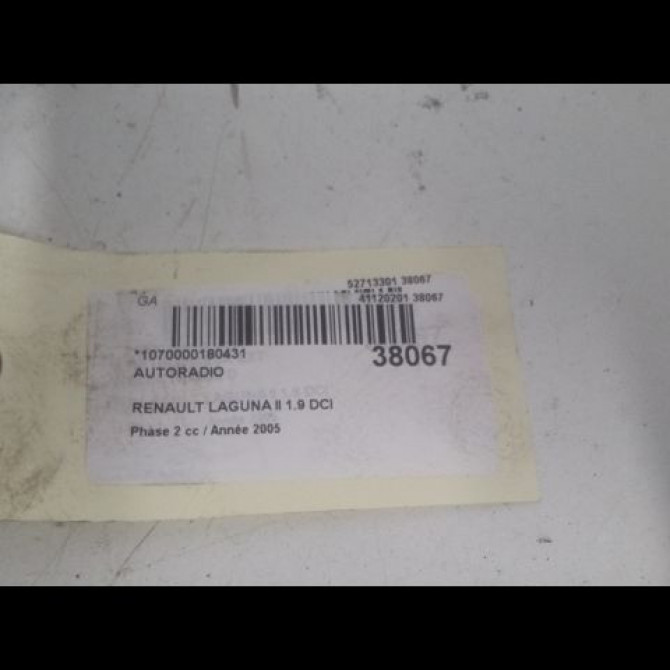 52713301 38067
GA
41120201 38067
*1070000180431
38067
AUTORADIO
RENAULT LAGUNA II 1.9 DCI
Phase 2 cc / Année 2005